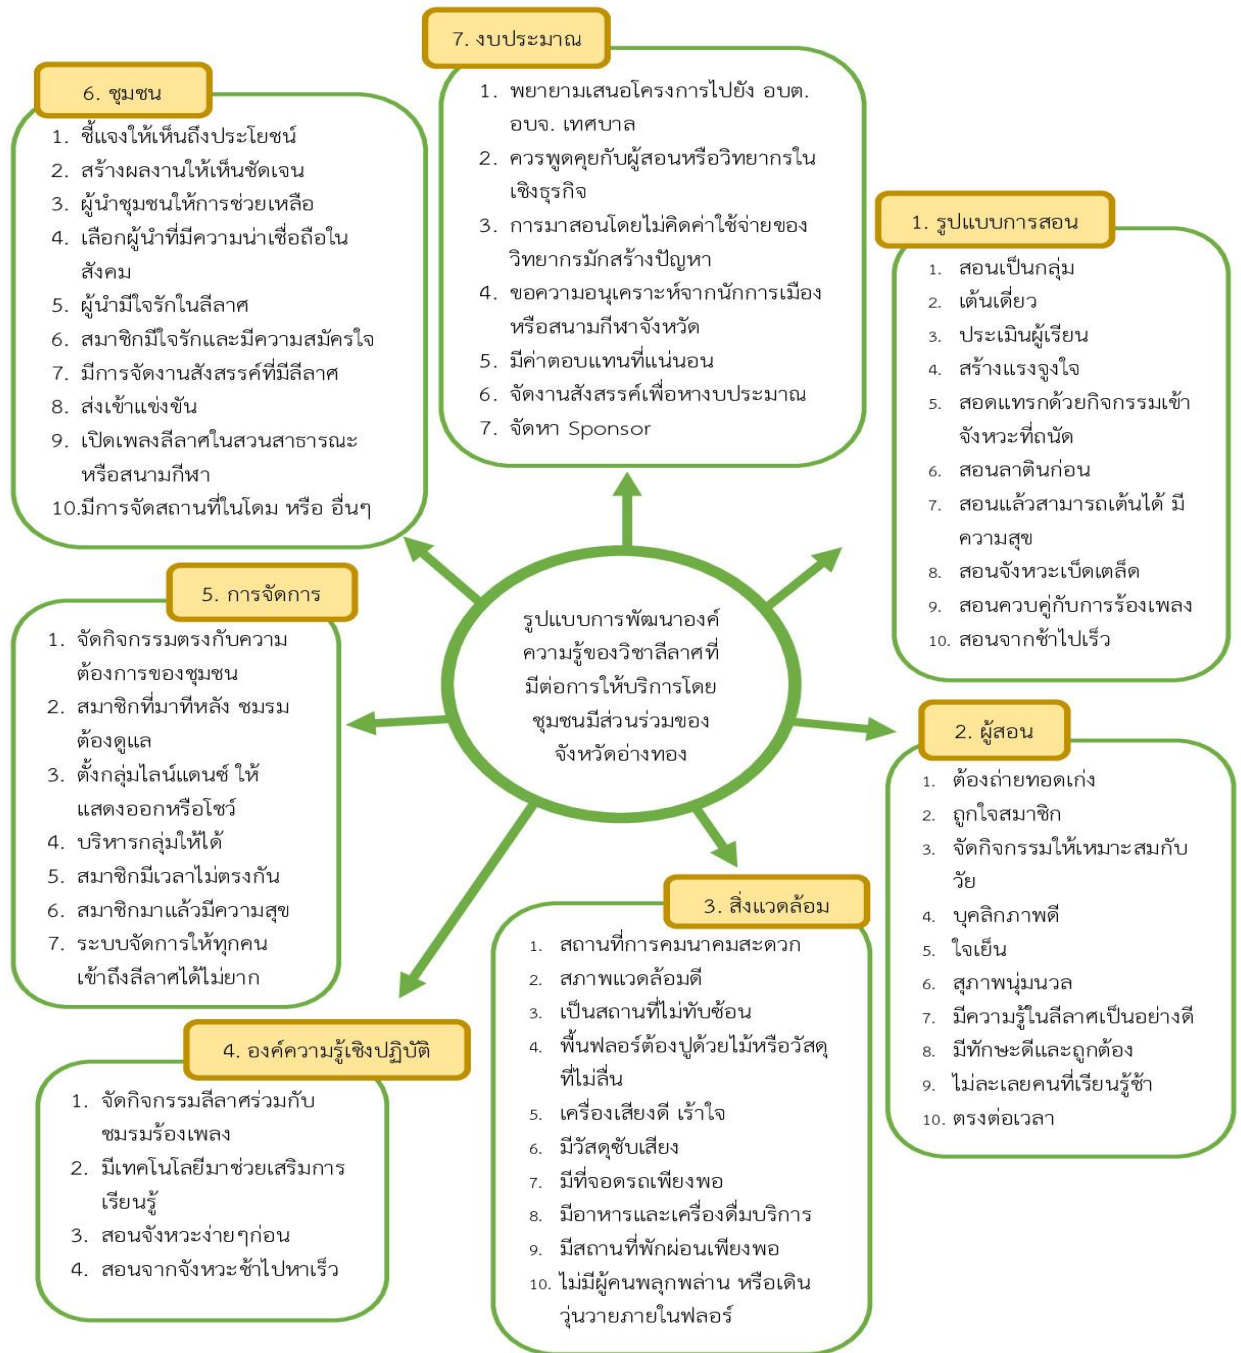 7. งบประมาณ
1. พยายามเสนอโครงการไปยัง อบต.
อบจ. เทศบาล
2. ควรพูดคุยกับผู้สอนหรือวิทยากรใน
เชิงธุรกิจ
3. การมาสอนโดยไม่คิดค่าใช้จ่ายของ
วิทยากรมักสร้างปัญหา
4. ขอความอนุเคราะห์จากนักการเมือง
หรือสนามกีฬาจังหวัด
5. มีค่าตอบแทนที่แน่นอน
6. จัดงานสังสรรค์เพื่อหางบประมาณ
7. จัดหา Sponsor
6. ชุมชน
1. ชี้แจงให้เห็นถึงประโยชน์
2. สร้างผลงานให้เห็นชัดเจน
3. ผู้นำชุมชนให้การช่วยเหลือ
4. เลือกผู้นำที่มีความน่าเชื่อถือใน
สังคม
5. ผู้นำมีใจรักในลีลาศ
6. สมาชิกมีใจรักและมีความสมัครใจ
7. มีการจัดงานสังสรรค์ที่มีลีลาศ
8. ส่งเข้าแข่งขัน
9. เปิดเพลงลีลาศในสวนสาธารณะ
หรือสนามกีฬา
10.มีการจัดสถานที่ในโดม หรือ อื่นๆ
1. รูปแบบการสอน
1. สอนเป็นกลุ่ม
2. เต้นเดี่ยว
3. ประเมินผู้เรียน
4. สร้างแรงจูงใจ
5. สอดแทรกด้วยกิจกรรมเข้า
จังหวะที่ถนัด
6. สอนลาตินก่อน
7. สอนแล้วสามารถเต้นได้ มี
ความสุข
8. สอนจังหวะเบ็ดเตล็ด
9. สอนควบคู่กับการร้องเพลง
10. สอนจากช้าไปเร็ว
5. การจัดการ
1. จัดกิจกรรมตรงกับความ
ต้องการของชุมชน
2. สมาชิกที่มาทีหลัง ชมรม
ต้องดูแล
3. ตั้งกลุ่มไลน์แดนซ์ ให้
แสดงออกหรือโชว์
4. บริหารกลุ่มให้ได้
5. สมาชิกมีเวลาไม่ตรงกัน
6. สมาชิกมาแล้วมีความสุข
7. ระบบจัดการให้ทุกคน
เข้าถึงลีลาศได้ไม่ยาก
รูปแบบการพัฒนาองค์
ความรู้ของวิชาลีลาศที่
มีต่อการให้บริการโดย
ชุมชนมีส่วนร่วมของ
จังหวัดอ่างทอง
2. ผู้สอน
1. ต้องถ่ายทอดเก่ง
2. ถูกใจสมาชิก
3. จัดกิจกรรมให้เหมาะสมกับ
วัย
4. บุคลิกภาพดี
5. ใจเย็น
6. สุภาพนุ่มนวล
7. มีความรู้ในลีลาศเป็นอย่างดี
8. มีทักษะดีและถูกต้อง
9. ไม่ละเลยคนที่เรียนรู้ช้า
10. ตรงต่อเวลา
3. สิ่งแวดล้อม
1. สถานที่การคมนาคมสะดวก
2. สภาพแวดล้อมดี
3. เป็นสถานที่ไม่ทับซ้อน
4. พื้นฟลอร์ต้องปูด้วยไม้หรือวัสดุ
ที่ไม่ลื่น
5. เครื่องเสียงดี เร้าใจ
6. มีวัสดุซับเสียง
7. มีที่จอดรถเพียงพอ
8. มีอาหารและเครื่องดื่มบริการ
9. มีสถานที่พักผ่อนเพียงพอ
10. ไม่มีผู้คนพลุกพล่าน หรือเดิน
วุ่นวายภายในฟลอร์
4. องค์ความรู้เชิงปฏิบัติ
1. จัดกิจกรรมลีลาศร่วมกับ
ชมรมร้องเพลง
2. มีเทคโนโลยีมาช่วยเสริมการ
เรียนรู้
3. สอนจังหวะง่ายๆก่อน
4. สอนจากจังหวะช้าไปหาเร็ว